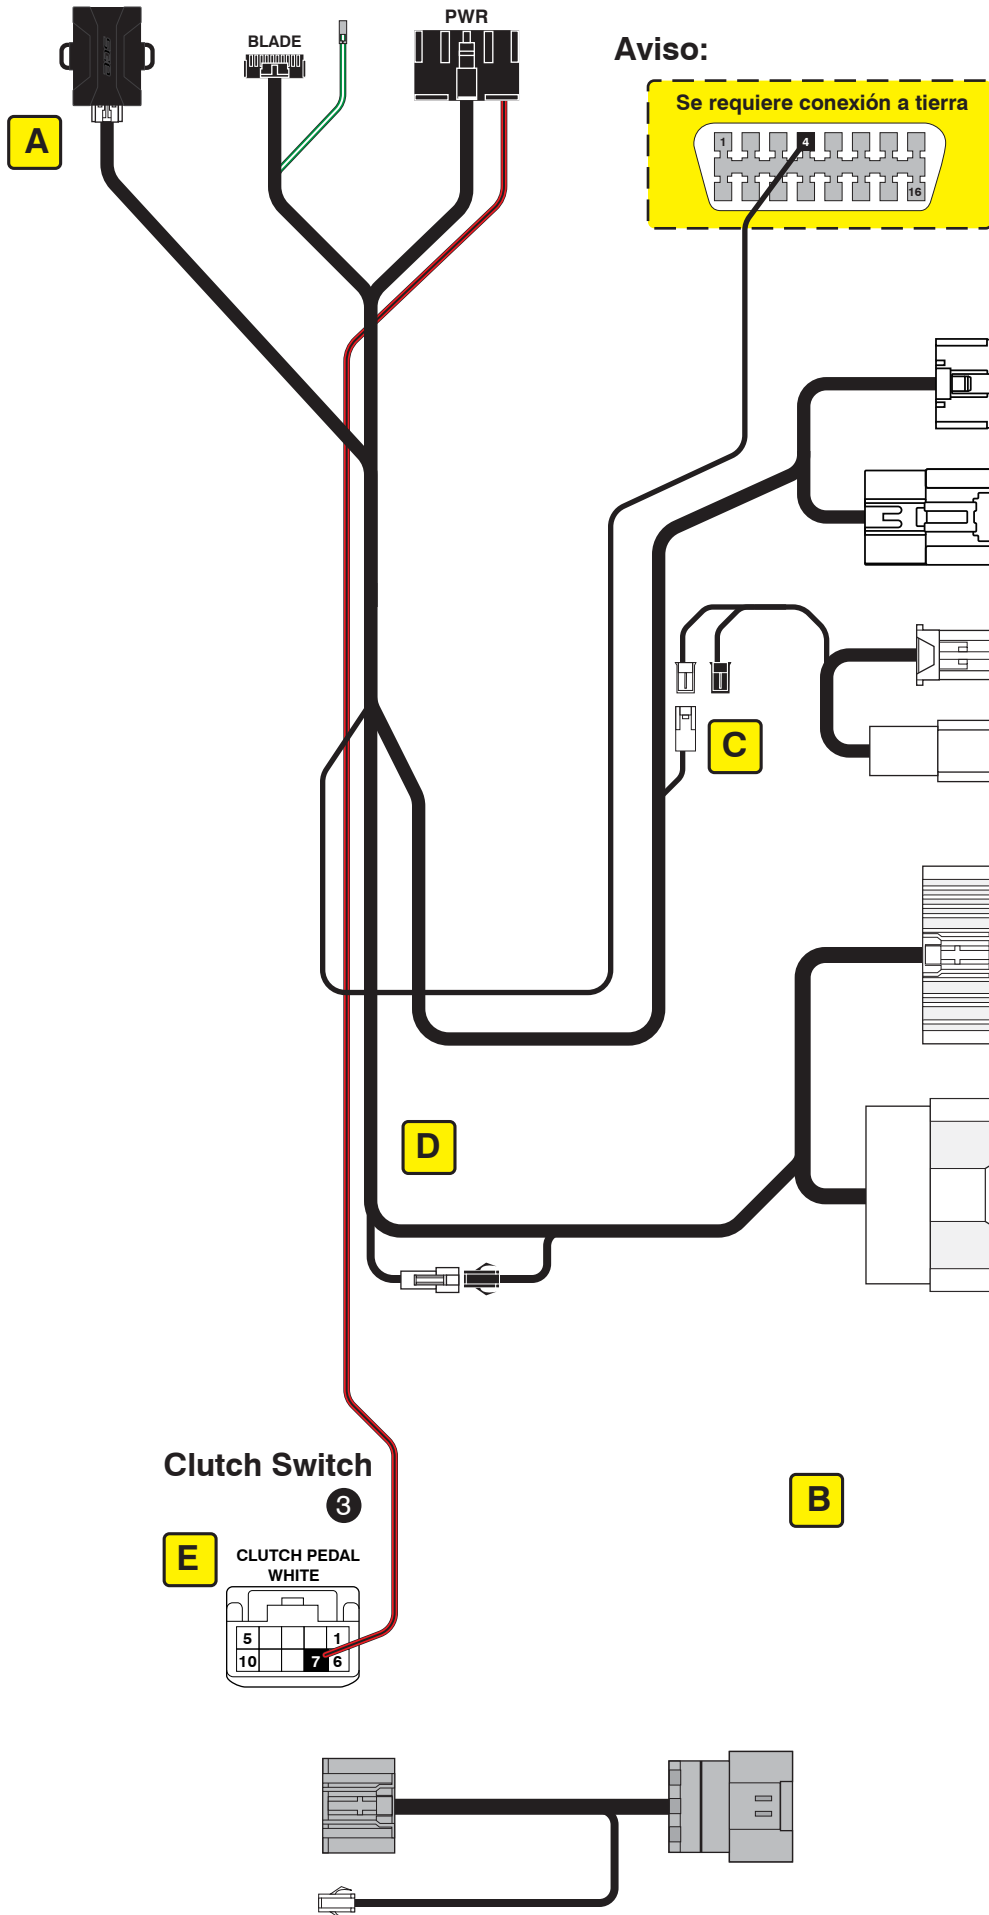 PWR
BLADE
Aviso:
Se requiere conexión a tierra
1
4
16
A
C
D
B
Clutch Switch
3
E
CLUTCH PEDAL
WHITE
5 1
10 7 6